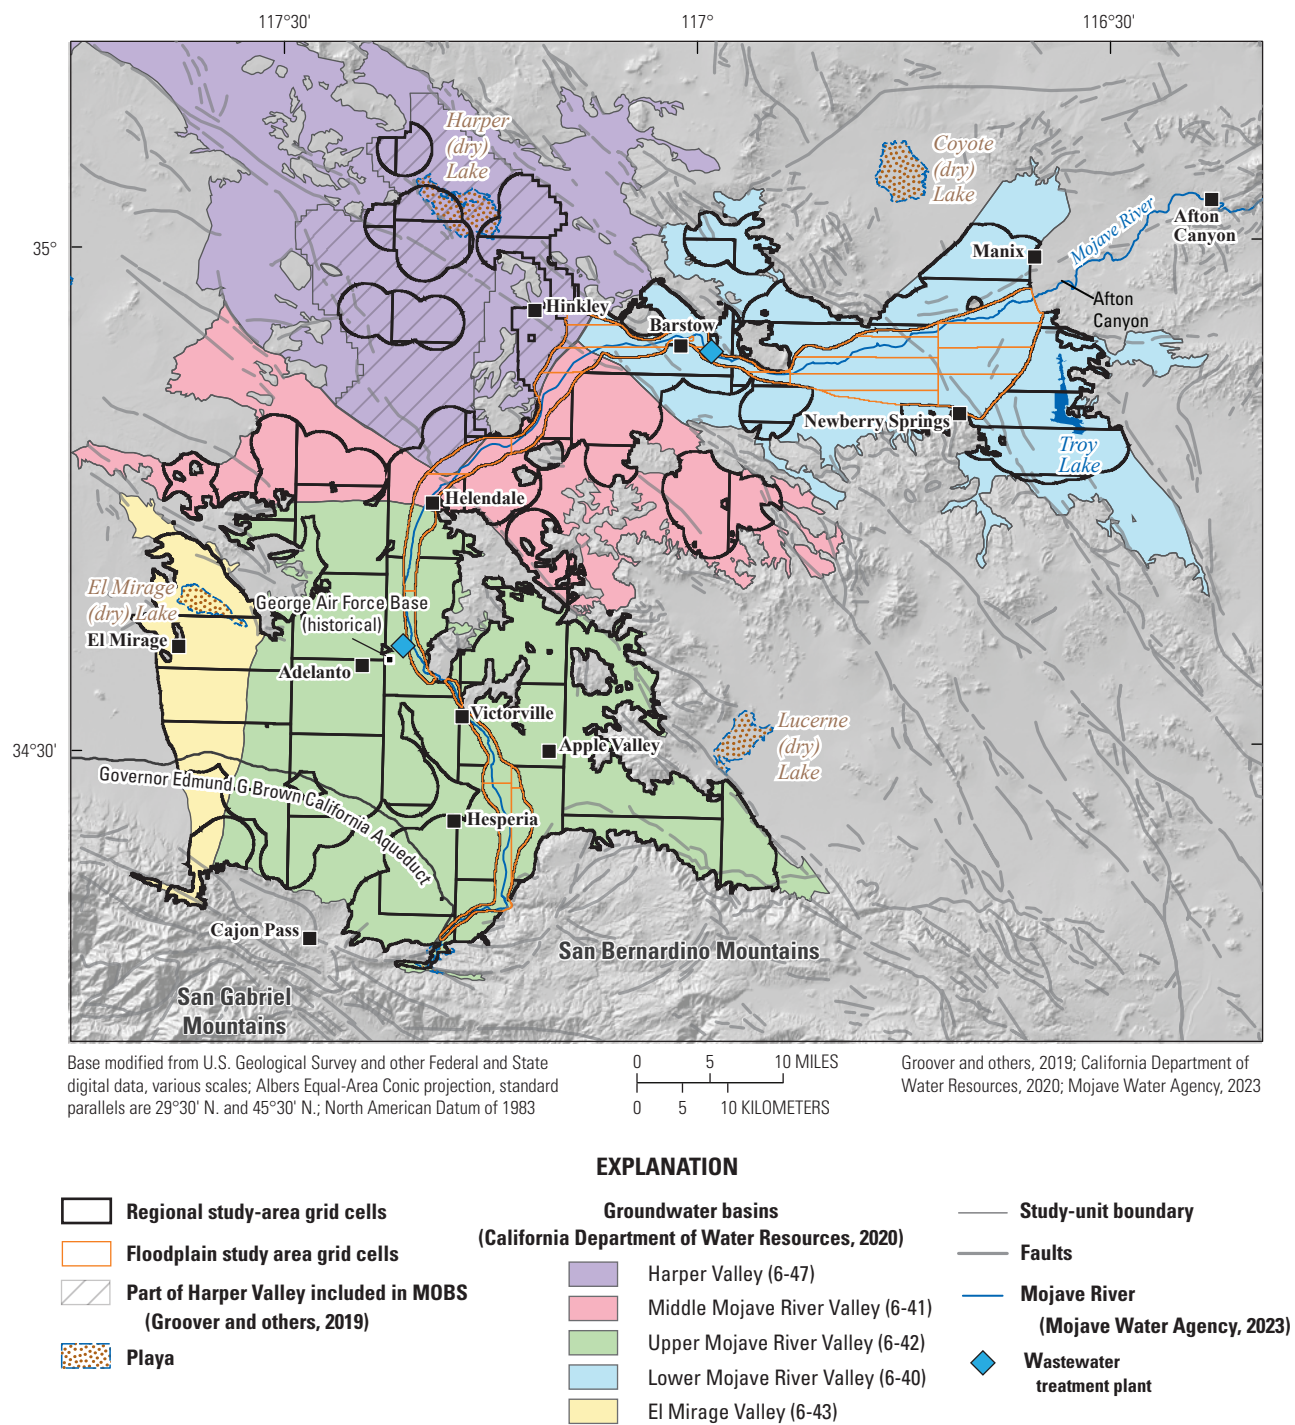 117°30'
117°
116°30'
35°
34°30'
Harper
(dry)
Lake
Coyote
(dry)
Lake
Mojave River
Afton
Canyon
Manix
Afton
Canyon
Hinkley
Barstow
Newberry Springs
Troy
Lake
Helendale
El Mirage
(dry) Lake
El Mirage
George Air Force Base
(historical)
Adelanto
Victorville
Apple Valley
Lucerne
(dry)
Lake
Governor Edmund G Brown California Aqueduct
Hesperia
Cajon Pass
San Bernardino Mountains
San Gabriel
Mountains
Base modified from U.S. Geological Survey and other Federal and State
digital data, various scales; Albers Equal-Area Conic projection, standard
parallels are 29°30' N. and 45°30' N.; North American Datum of 1983
0 5 10 MILES
0 5 10 KILOMETERS
Groover and others, 2019; California Department of
Water Resources, 2020; Mojave Water Agency, 2023
EXPLANATION
Regional study-area grid cells
Floodplain study area grid cells
Part of Harper Valley included in MOBS
(Groover and others, 2019)
Playa
Groundwater basins
(California Department of Water Resources, 2020)
Harper Valley (6-47)
Middle Mojave River Valley (6-41)
Upper Mojave River Valley (6-42)
Lower Mojave River Valley (6-40)
El Mirage Valley (6-43)
Study-unit boundary
Faults
Mojave River
(Mojave Water Agency, 2023)
Wastewater
treatment plant